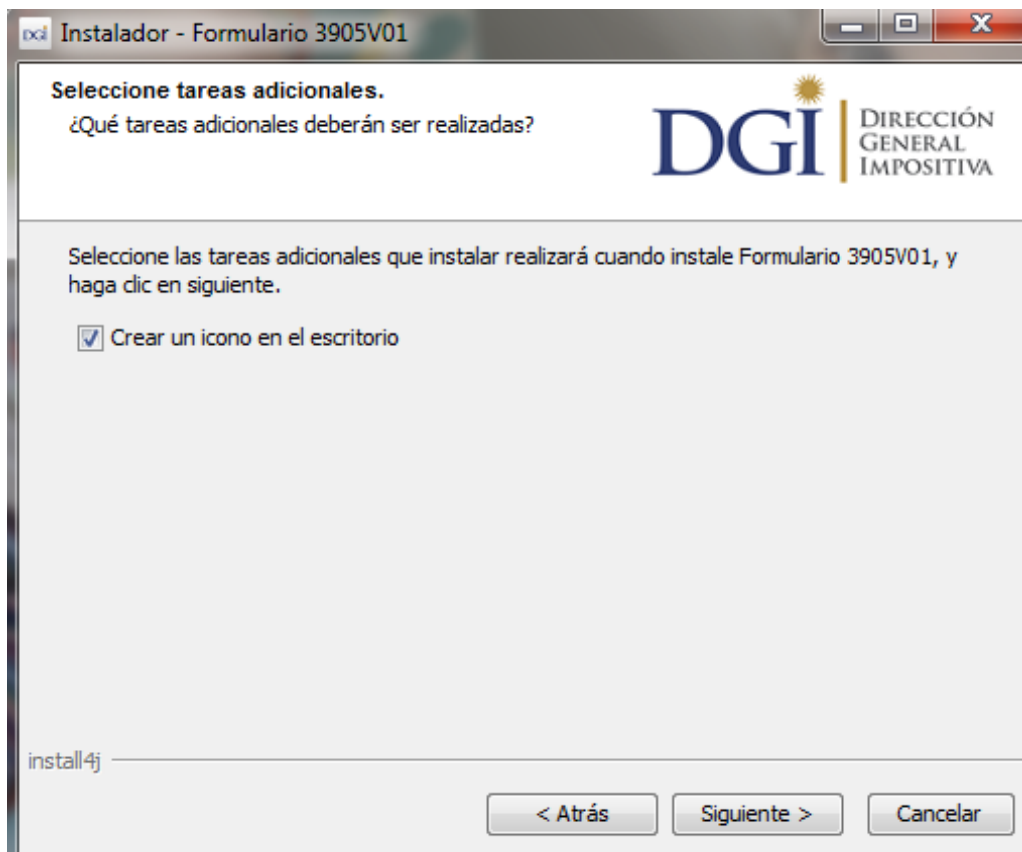 DGI Instalador - Formulario 3905V01
Seleccione tareas adicionales.
¿Qué tareas adicionales deberán ser realizadas?
DGI
DIRECCIÓN
GENERAL
IMPOSITIVA
Seleccione las tareas adicionales que instalar realizará cuando instale Formulario 3905V01, y
haga clic en siguiente.
Crear un icono en el escritorio
install4j
< Atrás Siguiente > Cancelar